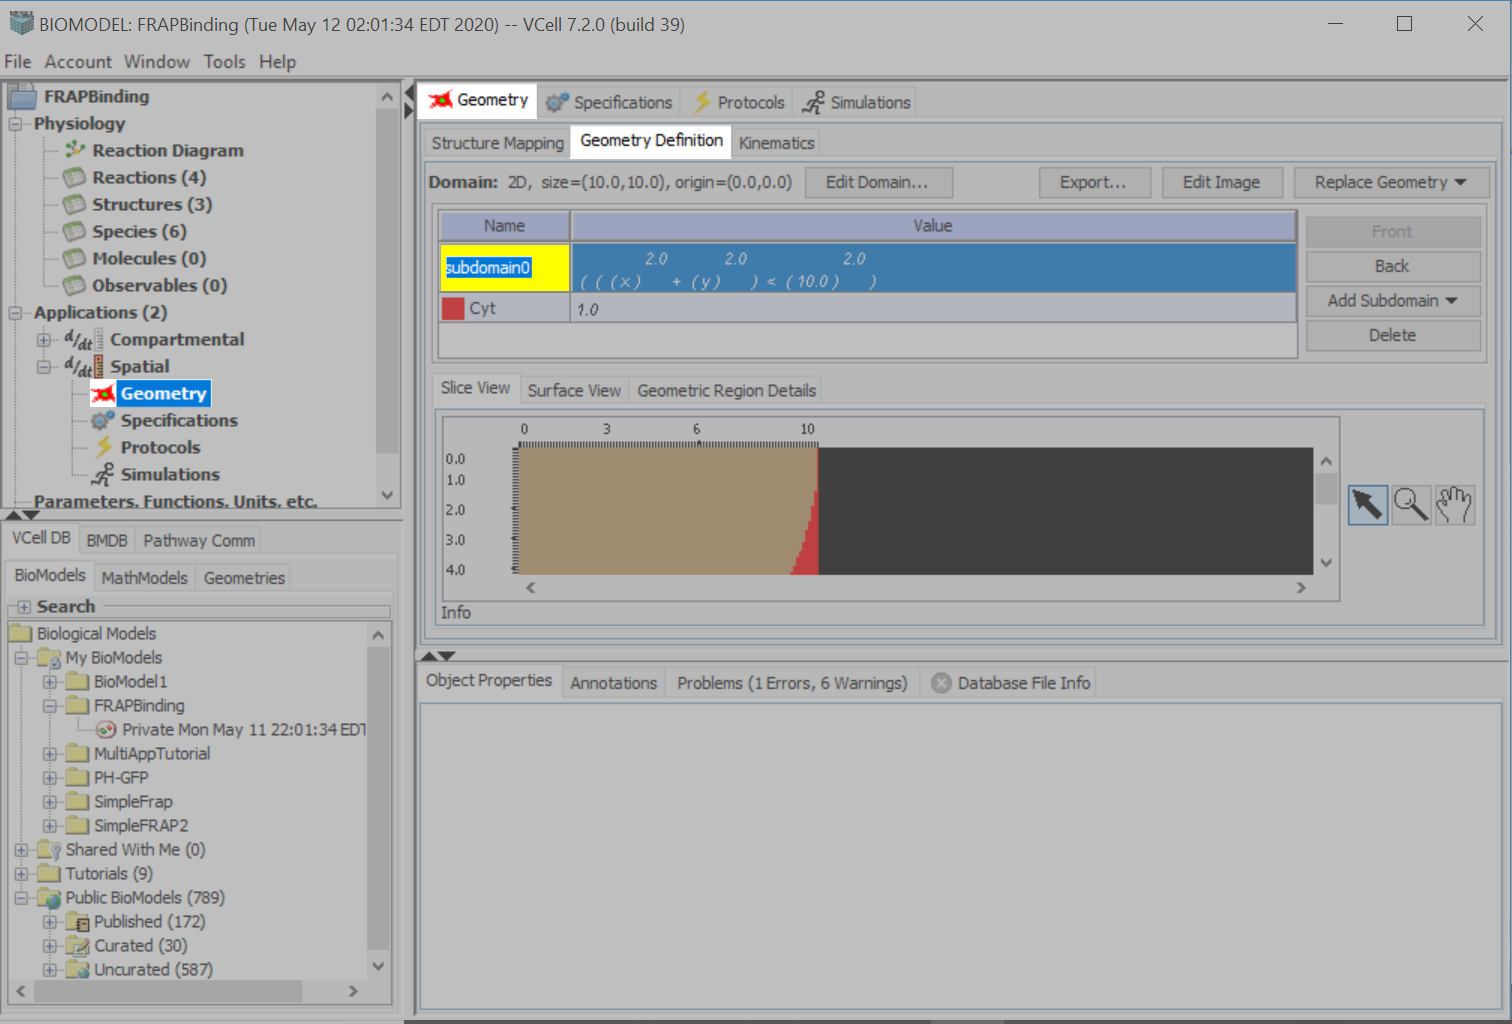 BIOMODEL: FRAPBinding (Tue May 12 02:01:34 EDT 2020) -- VCell 7.2.0 (build 39)
File Account Window Tools Help
FRAPBinding
Physiology
Reaction Diagram
Reactions (4)
Structures (3)
Species (6)
Molecules (0)
Observables (0)
Applications (2)
d/dt Compartmental
d/dt Spatial
Geometry
Specifications
Protocols
Simulations
Parameters, Functions, Units, etc.
VCell DB BMDB Pathway Comm
BioModels MathModels Geometries
Search
Biological Models
My BioModels
BioModel1
FRAPBinding
Private Mon May 11 22:01:34 EDT
MultiAppTutorial
PH-GFP
SimpleFrap
SimpleFRAP2
Shared With Me (0)
Tutorials (9)
Public BioModels (789)
Published (172)
Curated (30)
Uncurated (587)
Geometry Specifications Protocols Simulations
Structure Mapping Geometry Definition Kinematics
Domain: 2D, size=(10.0,10.0), origin=(0.0,0.0) Edit Domain... Export... Edit Image Replace Geometry
Name Value
2.0 2.0 2.0
subdomain0 ( ( (x) + (y) ) < (10.0) )
Cyt 1.0
Front
Back
Add Subdomain
Delete
Slice View Surface View Geometric Region Details
0 3 6 10
0.0
1.0
2.0
3.0
4.0
Info
Object Properties Annotations Problems (1 Errors, 6 Warnings) Database File Info